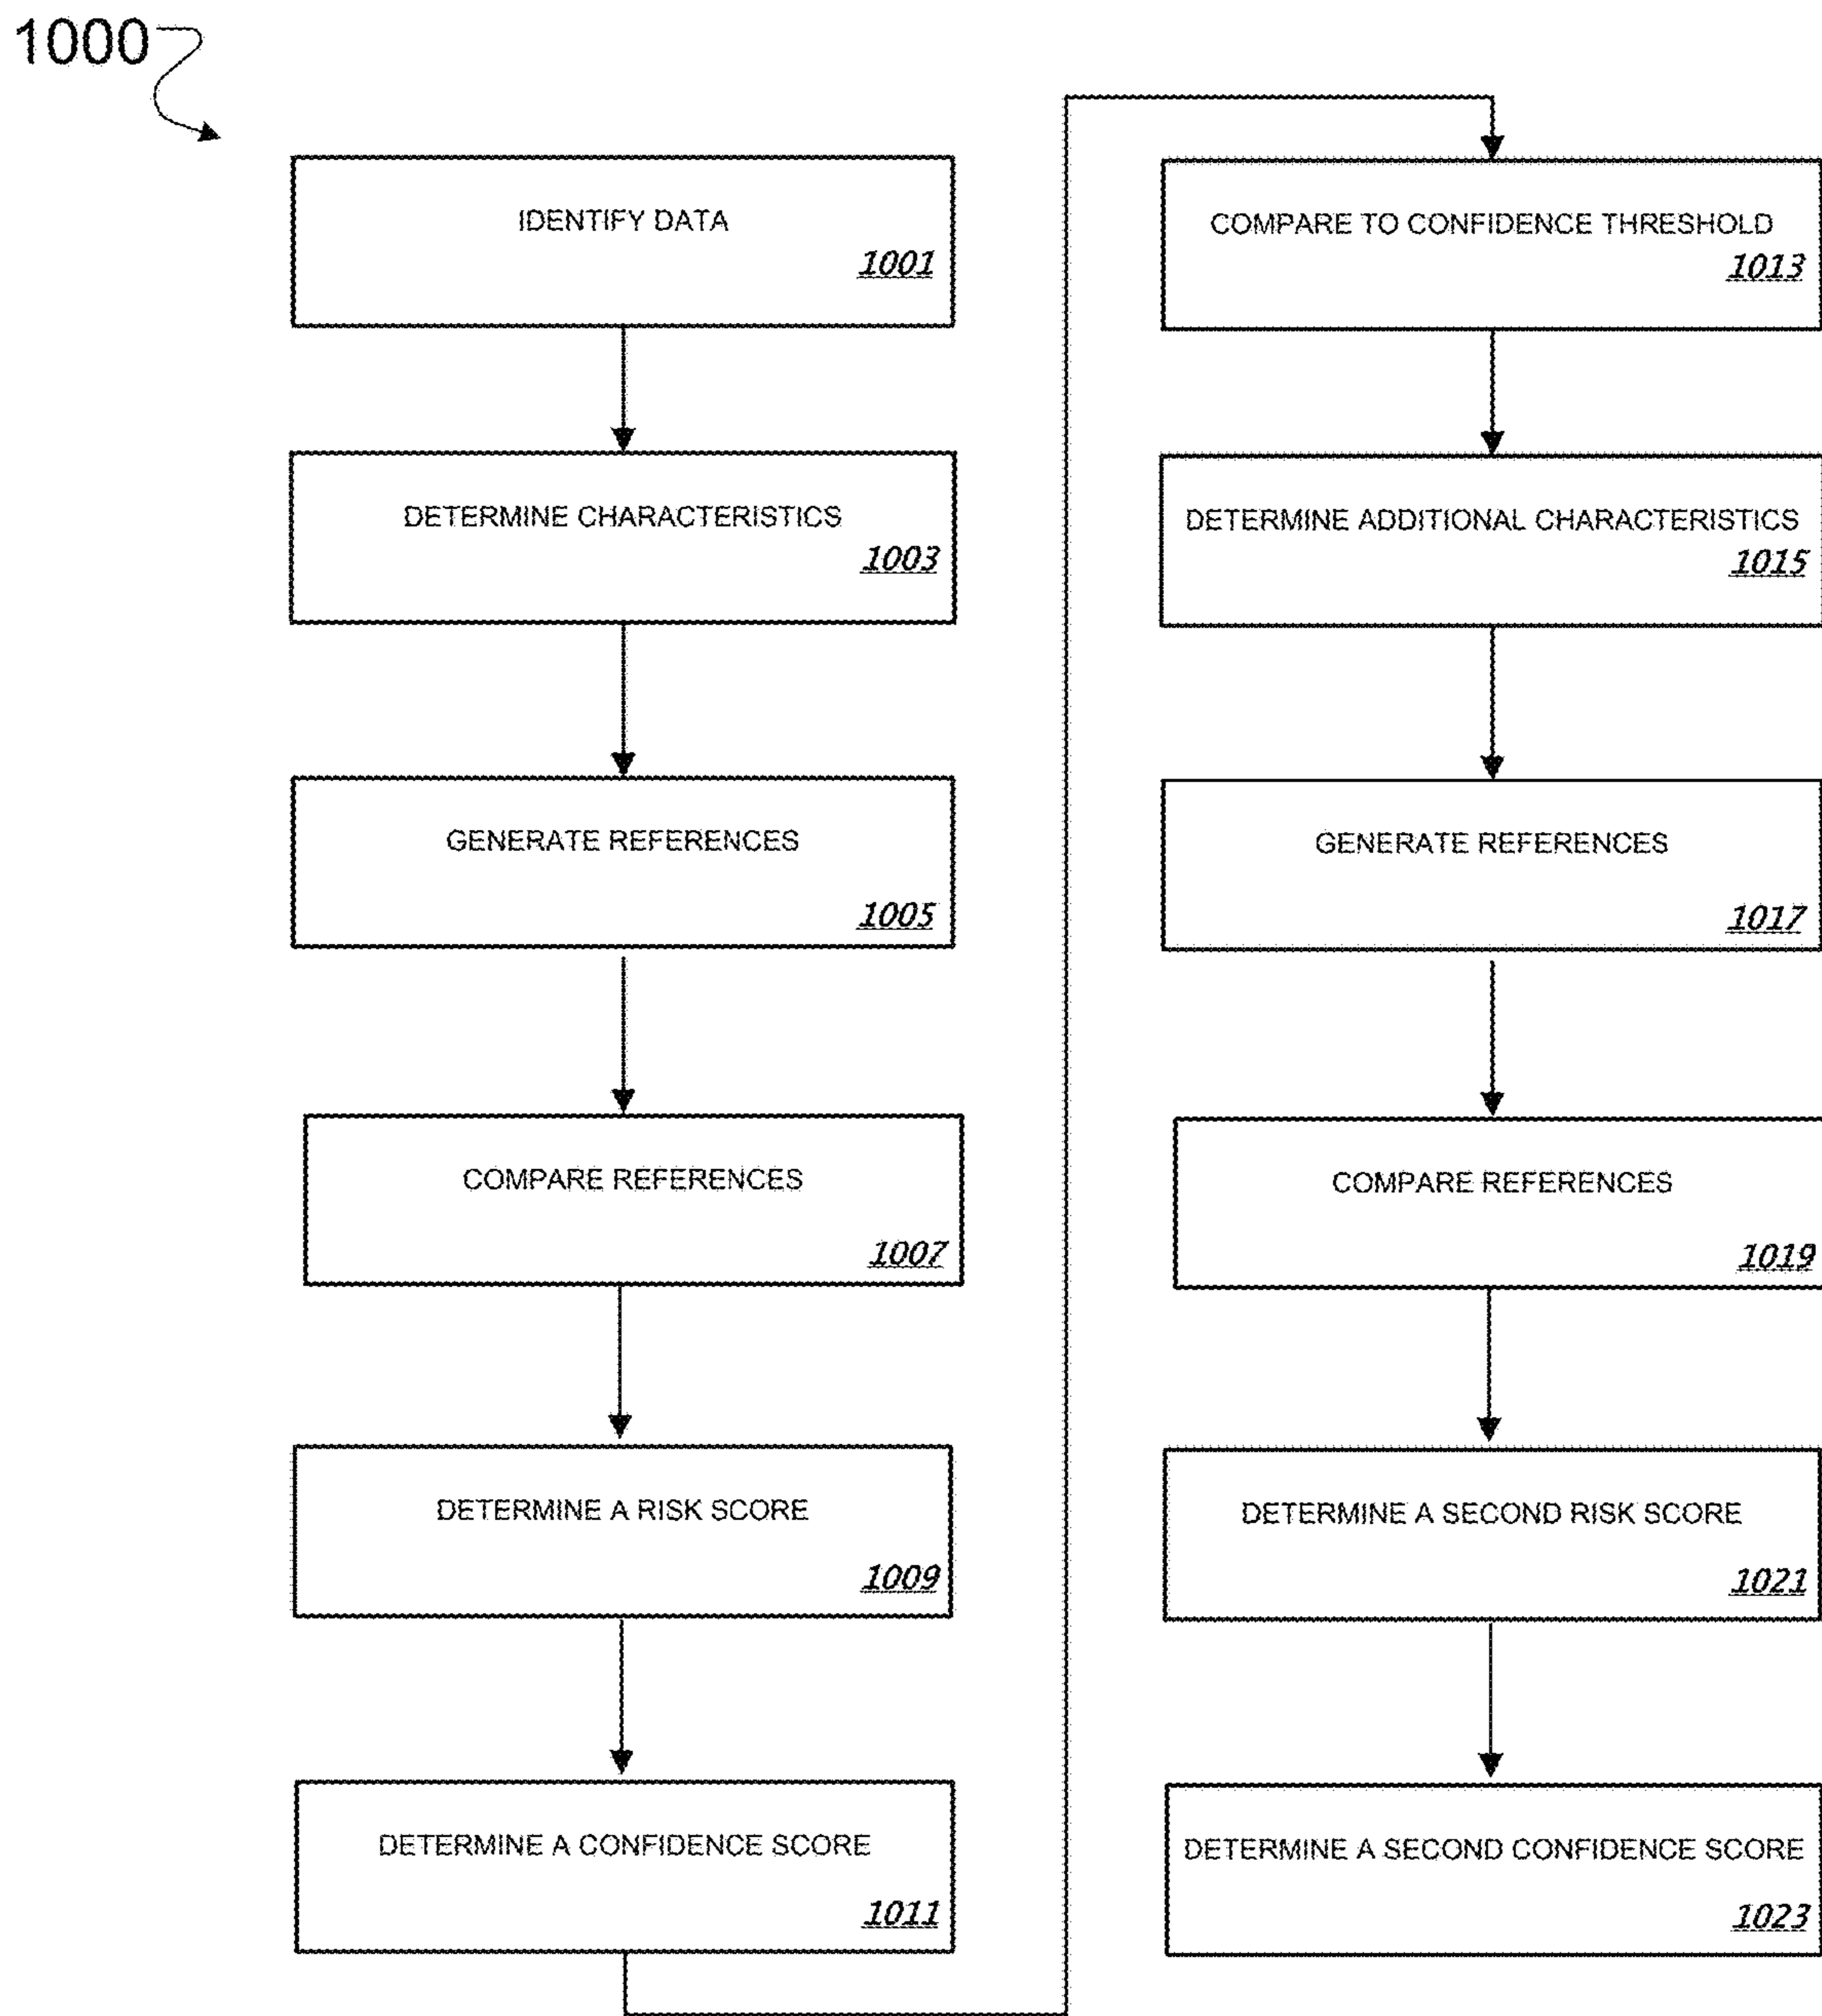 1000
IDENTIFY DATA
1001
DETERMINE CHARACTERISTICS
1003
GENERATE REFERENCES
1005
COMPARE REFERENCES
1007
DETERMINE A RISK SCORE
1009
DETERMINE A CONFIDENCE SCORE
1011
COMPARE TO CONFIDENCE THRESHOLD
1013
DETERMINE ADDITIONAL CHARACTERISTICS
1015
GENERATE REFERENCES
1017
COMPARE REFERENCES
1019
DETERMINE A SECOND RISK SCORE
1021
DETERMINE A SECOND CONFIDENCE SCORE
1023